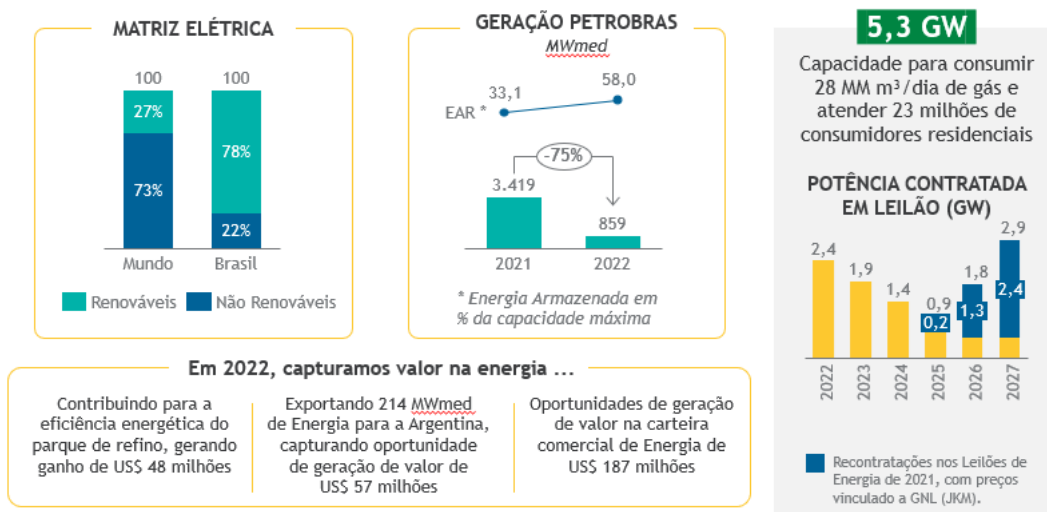 MATRIZ ELÉTRICA
100
100
27%
78%
73%
22%
Mundo
Brasil
Renováveis
Não Renováveis
GERAÇÃO PETROBRAS
MWmed
58,0
33,1
EAR *
-75%
3.419
859
2021
2022
* Energia Armazenada em
% da capacidade máxima
5,3 GW
Capacidade para consumir
28 MM m³/dia de gás e
atender 23 milhões de
consumidores residenciais
POTÊNCIA CONTRATADA
EM LEILÃO (GW)
2,9
2,4
1,9
1,8
1,4
0,9
2,4
1,3
0,2
2022
2023
2024
2025
2026
2027
Recontratações nos Leilões de
Energia de 2021, com preços
vinculado a GNL (JKM).
Em 2022, capturamos valor na energia ...
Contribuindo para a
eficiência energética do
parque de refino, gerando
ganho de US$ 48 milhões
Exportando 214 MWmed
de Energia para a Argentina,
capturando oportunidade
de geração de valor de
US$ 57 milhões
Oportunidades de geração
de valor na carteira
comercial de Energia de
US$ 187 milhões